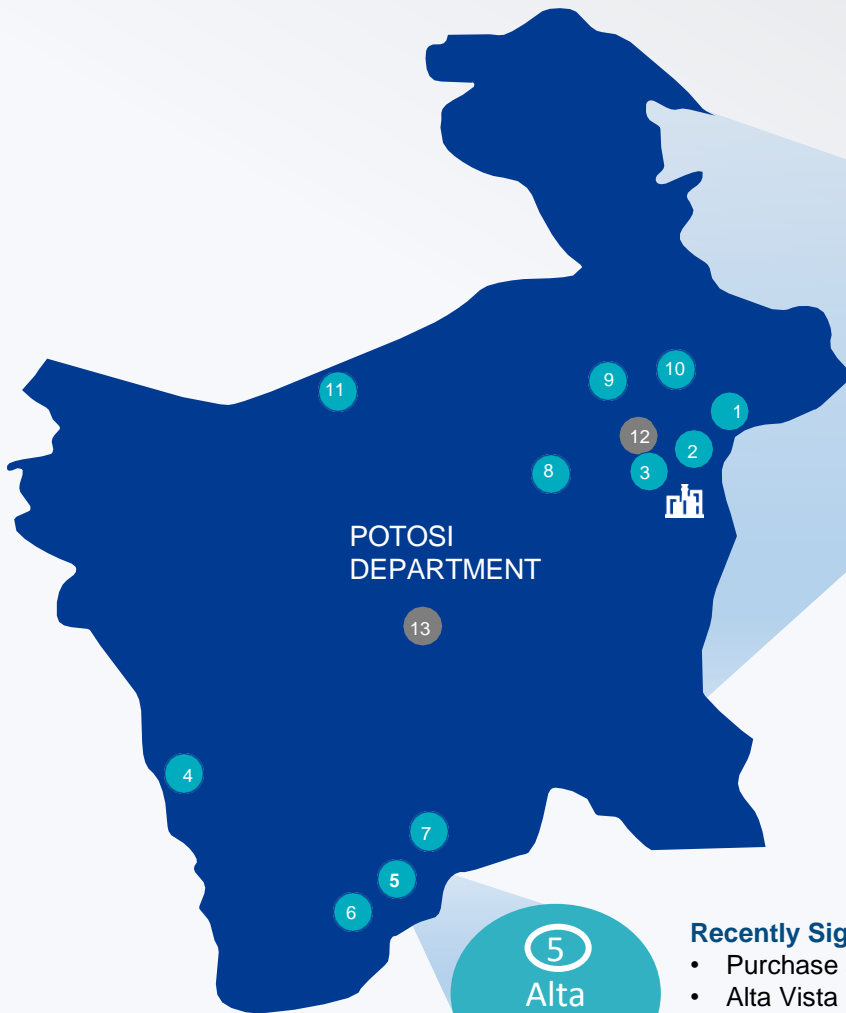 10
9
11
1
12
2
8
3
POTOSI
DEPARTMENT
13
4
7
5
6
5
Alta
Recently Sig
• Purchase
• Alta Vista